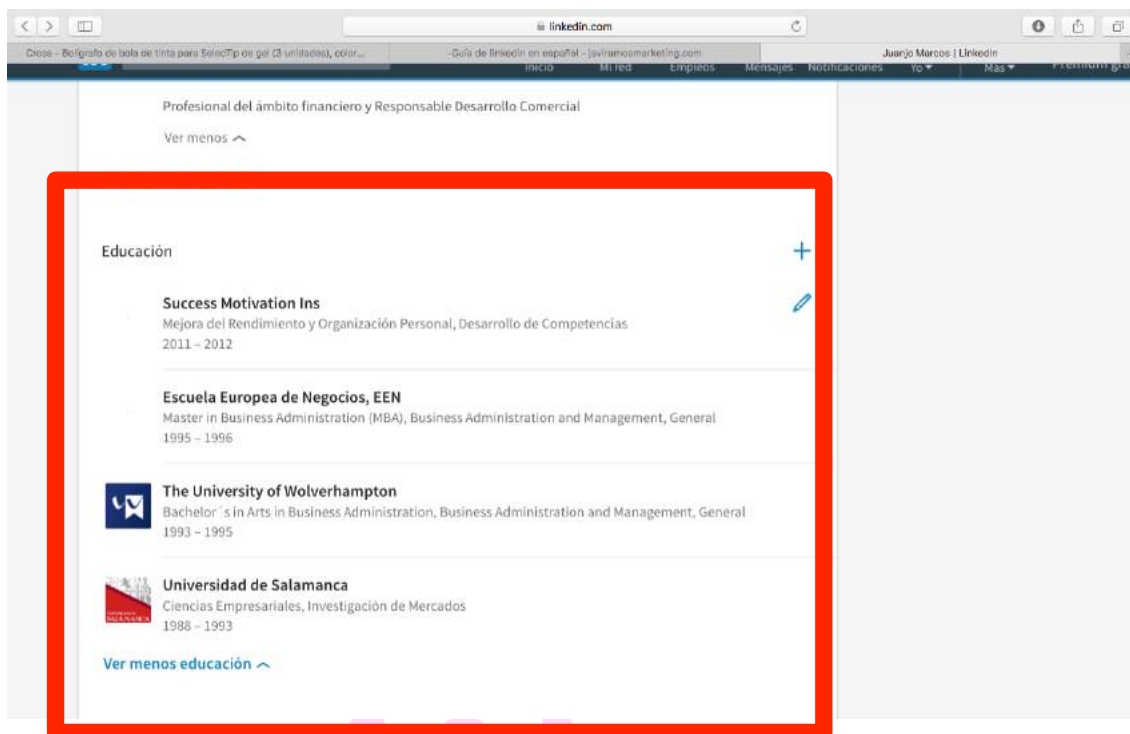 linkedin.com
Cross – Bolígrafo de bola de tinta para SelecTip de gel (3 unidades), color...
–Guía de linkedin en español – javiramosmarketing.com
Juanjo Marcos | LinkedIn
Inicio Mi red Empleos Mensajes Notificaciones Yo Más
Profesional del ámbito financiero y Responsable Desarrollo Comercial
Ver menos
Educación
Success Motivation Ins
Mejora del Rendimiento y Organización Personal, Desarrollo de Competencias
2011 – 2012
Escuela Europea de Negocios, EEN
Master in Business Administration (MBA), Business Administration and Management, General
1995 – 1996
The University of Wolverhampton
Bachelor´s in Arts in Business Administration, Business Administration and Management, General
1993 – 1995
Universidad de Salamanca
Ciencias Empresariales, Investigación de Mercados
1988 – 1993
Ver menos educación